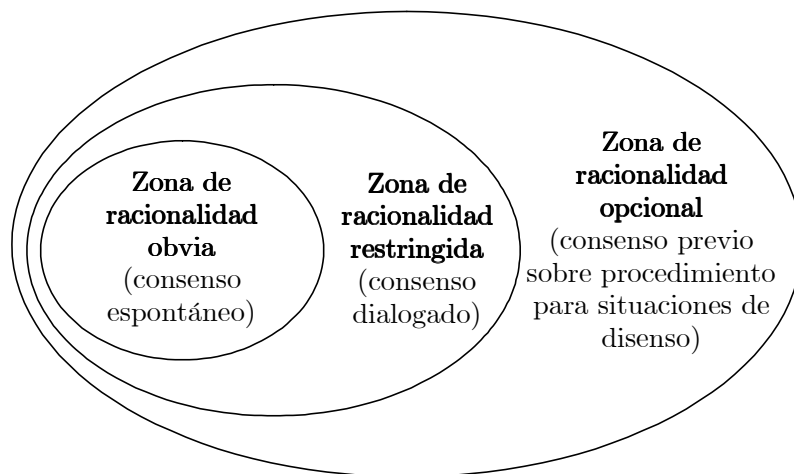 Zona de
racionalidad
obvia
(consenso
espontáneo)
Zona de
racionalidad
restringida
(consenso
dialogado)
Zona de
racionalidad
opcional
(consenso previo
sobre procedimiento
para situaciones de
disenso)